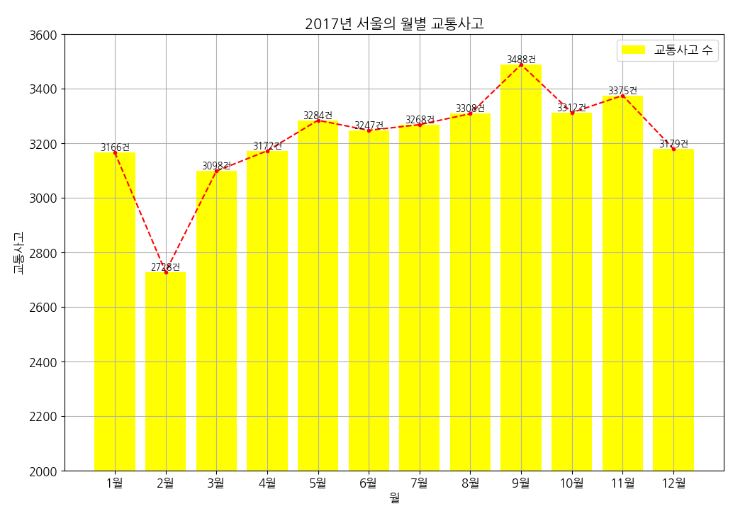 2017년 서울의 월별 교통사고
교통사고 수
3600
3400
3200
3000
2800
2600
2400
2200
2000
교통사고
3166건
2728건
3098건
3172건
3284건
3247건
3268건
3308건
3488건
3312건
3375건
3179건
1월 2월 3월 4월 5월 6월 7월 8월 9월 10월 11월 12월
월